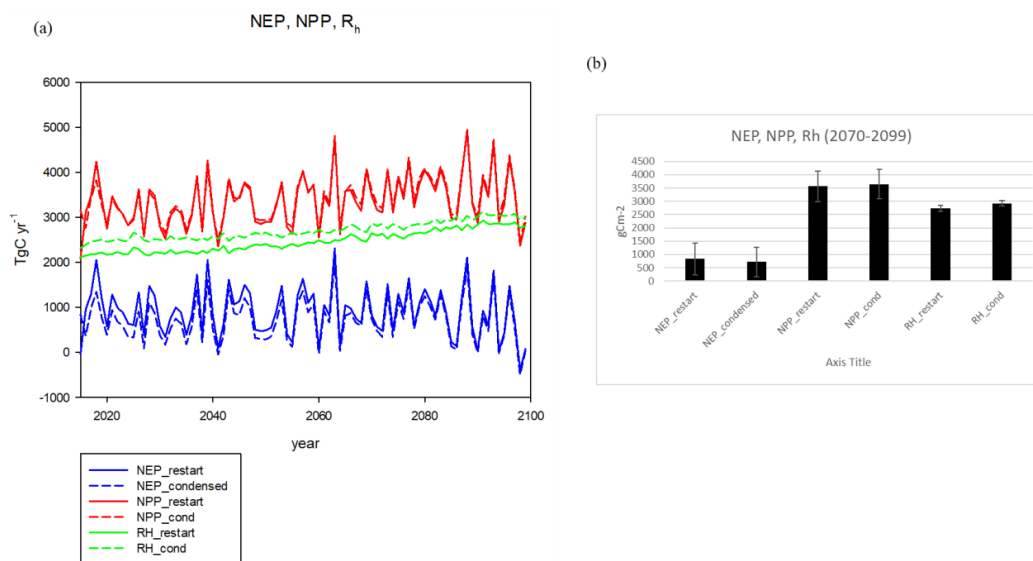 (a)
NEP, NPP, Rh
TgC yr-1
6000
5000
4000
3000
2000
1000
0
-1000
2020
2040
2060
2080
2100
year
NEP_restart
NEP_condensed
NPP_restart
NPP_cond
RH_restart
RH_cond
(b)
NEP, NPP, Rh (2070-2099)
gCm-2
4500
4000
3500
3000
2500
2000
1500
1000
500
NEP_restart
NEP_condensed
NPP_restart
NPP_cond
RH_restart
RH_cond
Axis Title